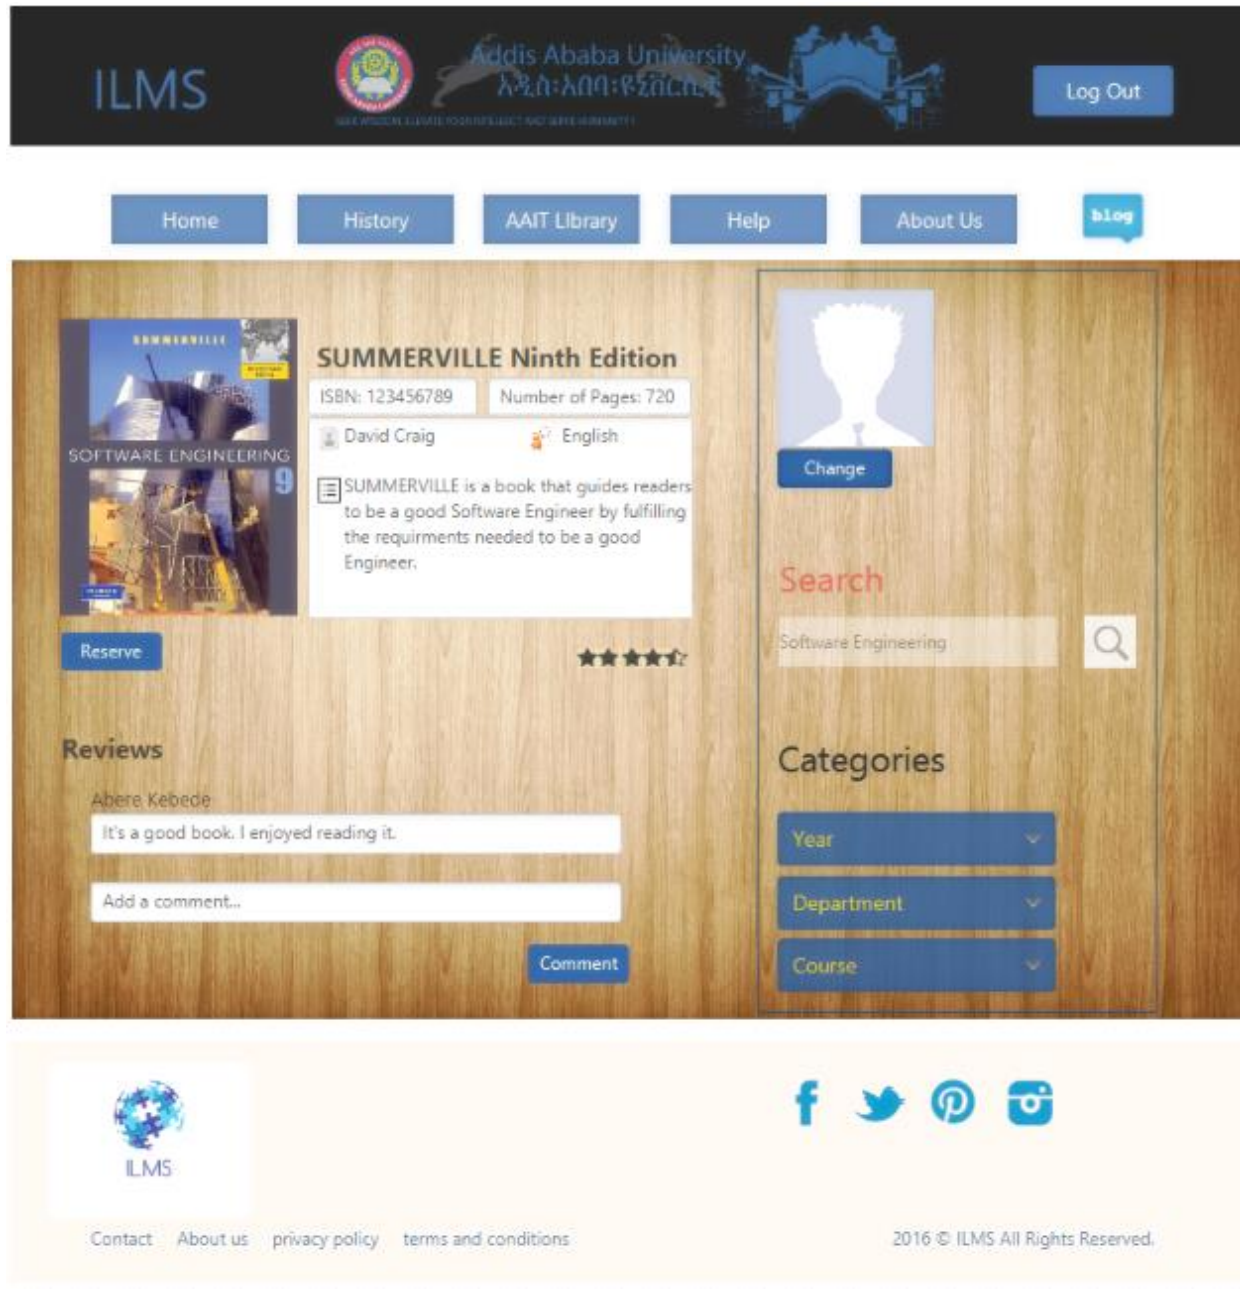 ILMS
Addis Ababa University
አዲስ፡አበባ፡ዩኒቨርሲቲ
Log Out
Home
History
AAIT LIbrary
Help
About Us
blog
SUMMERVILLE
SOFTWARE ENGINEERING
9
SUMMERVILLE Ninth Edition
ISBN: 123456789
Number of Pages: 720
David Craig
English
SUMMERVILLE is a book that guides readers
to be a good Software Engineer by fulfilling
the requirments needed to be a good
Engineer.
Reserve
Reviews
Abere Kebede
It's a good book. I enjoyed reading it.
Add a comment...
Comment
Change
Search
Software Engineering
Categories
Year
Department
Course
ILMS
Contact
About us
privacy policy
terms and conditions
2016 © ILMS All Rights Reserved.